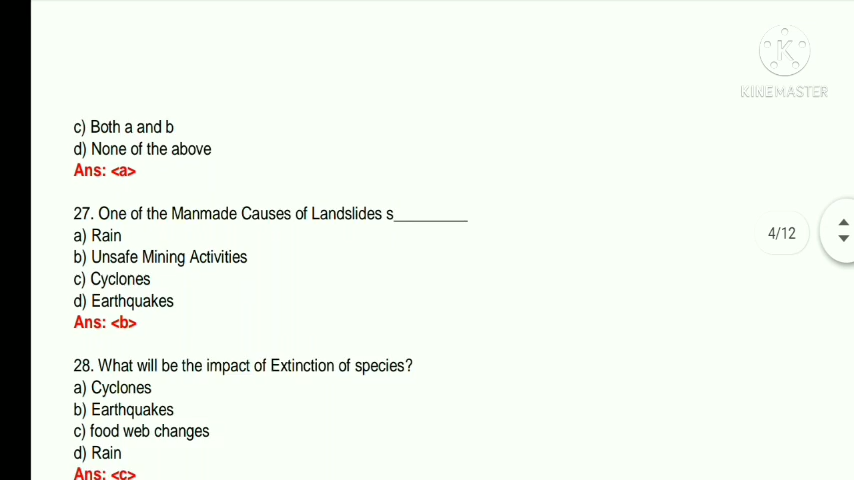 K
KINEMASTER
c) Both a and b
d) None of the above
Ans: <a>
27. One of the Manmade Causes of Landslides s_________
a) Rain
b) Unsafe Mining Activities
c) Cyclones
d) Earthquakes
Ans: <b>
4/12
28. What will be the impact of Extinction of species?
a) Cyclones
b) Earthquakes
c) food web changes
d) Rain
Ans: <c>